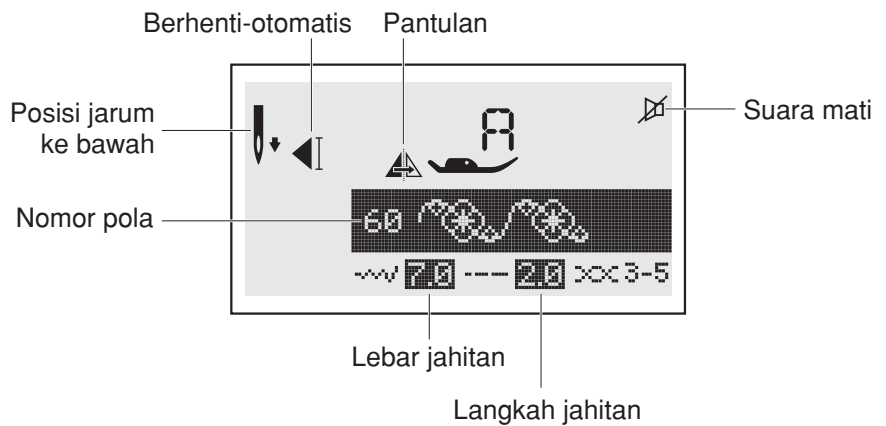 Berhenti-otomatis Pantulan
Posisi jarum
ke bawah
A
Suara mati
Nomor pola
60
7.0 2.0 3-5
Lebar jahitan
Langkah jahitan